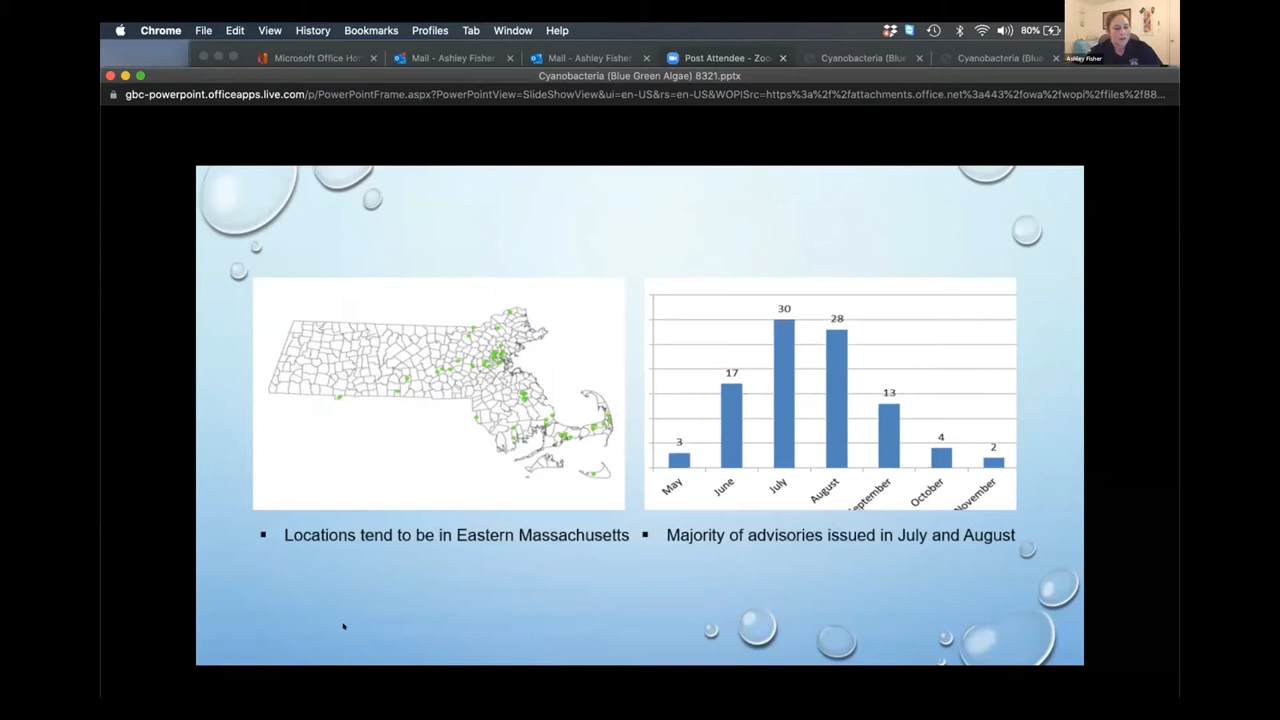 Chrome File Edit View History Bookmarks Profiles Tab Window Help 80%
Microsoft Office Hor Mail - Ashley Fisher Mail - Ashley Fisher Post Attendee - Zoo Cyanobacteria (Blue Cyanobacteria (Blue
Ashley Fisher
Cyanobacteria (Blue Green Algae) 8321.pptx
gbc-powerpoint.officeapps.live.com/p/PowerPointFrame.aspx?PowerPointView=SlideShowView&ui=en-US&rs=en-US&WOPISrc=https%3a%2f%2fattachments.office.net%3a443%2fowa%2fwopi%2ffiles%2f88...
3
17
30
28
13
4
2
May
June
July
August
eptember
October
November
▪ Locations tend to be in Eastern Massachusetts
▪ Majority of advisories issued in July and August